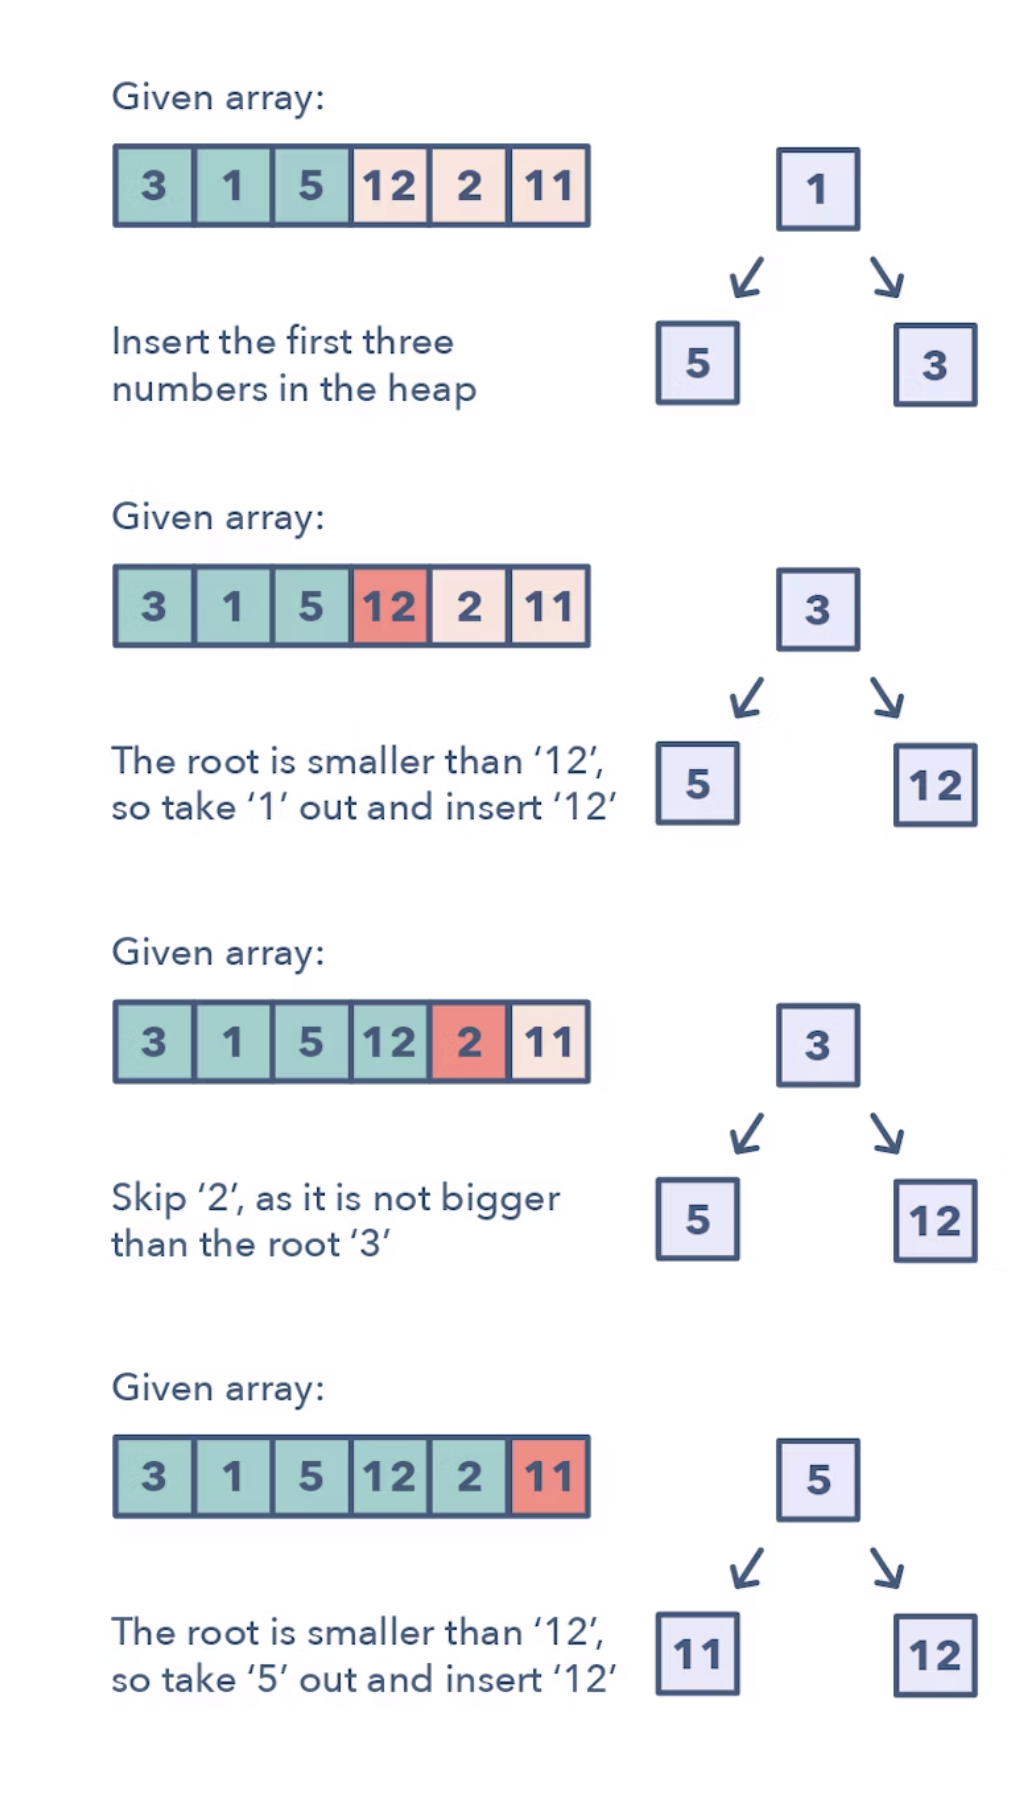 Given array:
3 1 5 12 2 11
1
5 3
Insert the first three
numbers in the heap
Given array:
3 1 5 12 2 11
3
5 12
The root is smaller than ‘12’,
so take ‘1’ out and insert ‘12’
Given array:
3 1 5 12 2 11
3
5 12
Skip ‘2’, as it is not bigger
than the root ‘3’
Given array:
3 1 5 12 2 11
5
11 12
The root is smaller than ‘12’,
so take ‘5’ out and insert ‘12’